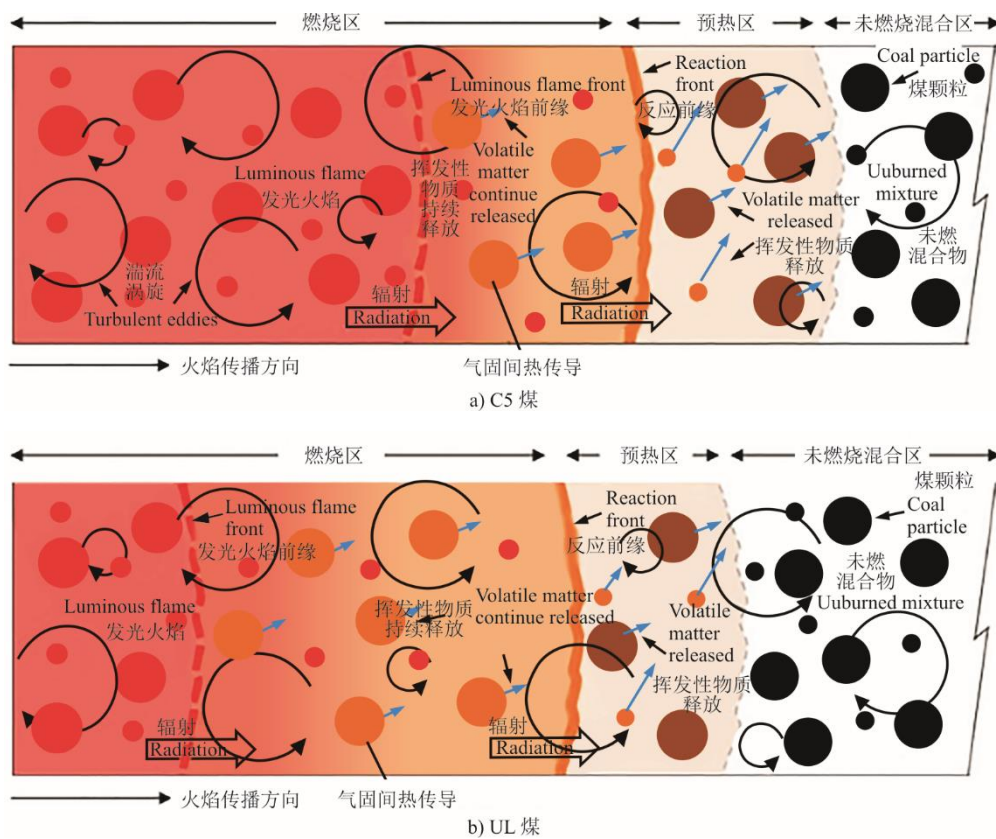 燃烧区
预热区
未燃烧混合区
Luminous flame front
发光火焰前缘
Reaction
front
反应前缘
Coal particle
煤颗粒
Luminous flame
发光火焰
挥发性
物质
持续
释放
Volatile
matter
continue
released
Volatile matter
released
挥发性物质
释放
Uuburned
mixture
未燃
混合物
湍流
涡旋
Turbulent eddies
辐射
Radiation
辐射
Radiation
火焰传播方向
气固间热传导
a) C5 煤
燃烧区
预热区
未燃烧混合区
Luminous flame
front
发光火焰前缘
Reaction
front
反应前缘
煤颗粒
Coal
particle
Luminous flame
发光火焰
挥发性物质
持续释放
Volatile matter
continue released
Volatile
matter
released
挥发性物质
释放
未燃
混合物
Uuburned mixture
辐射
Radiation
辐射
Radiation
火焰传播方向
气固间热传导
b) UL 煤